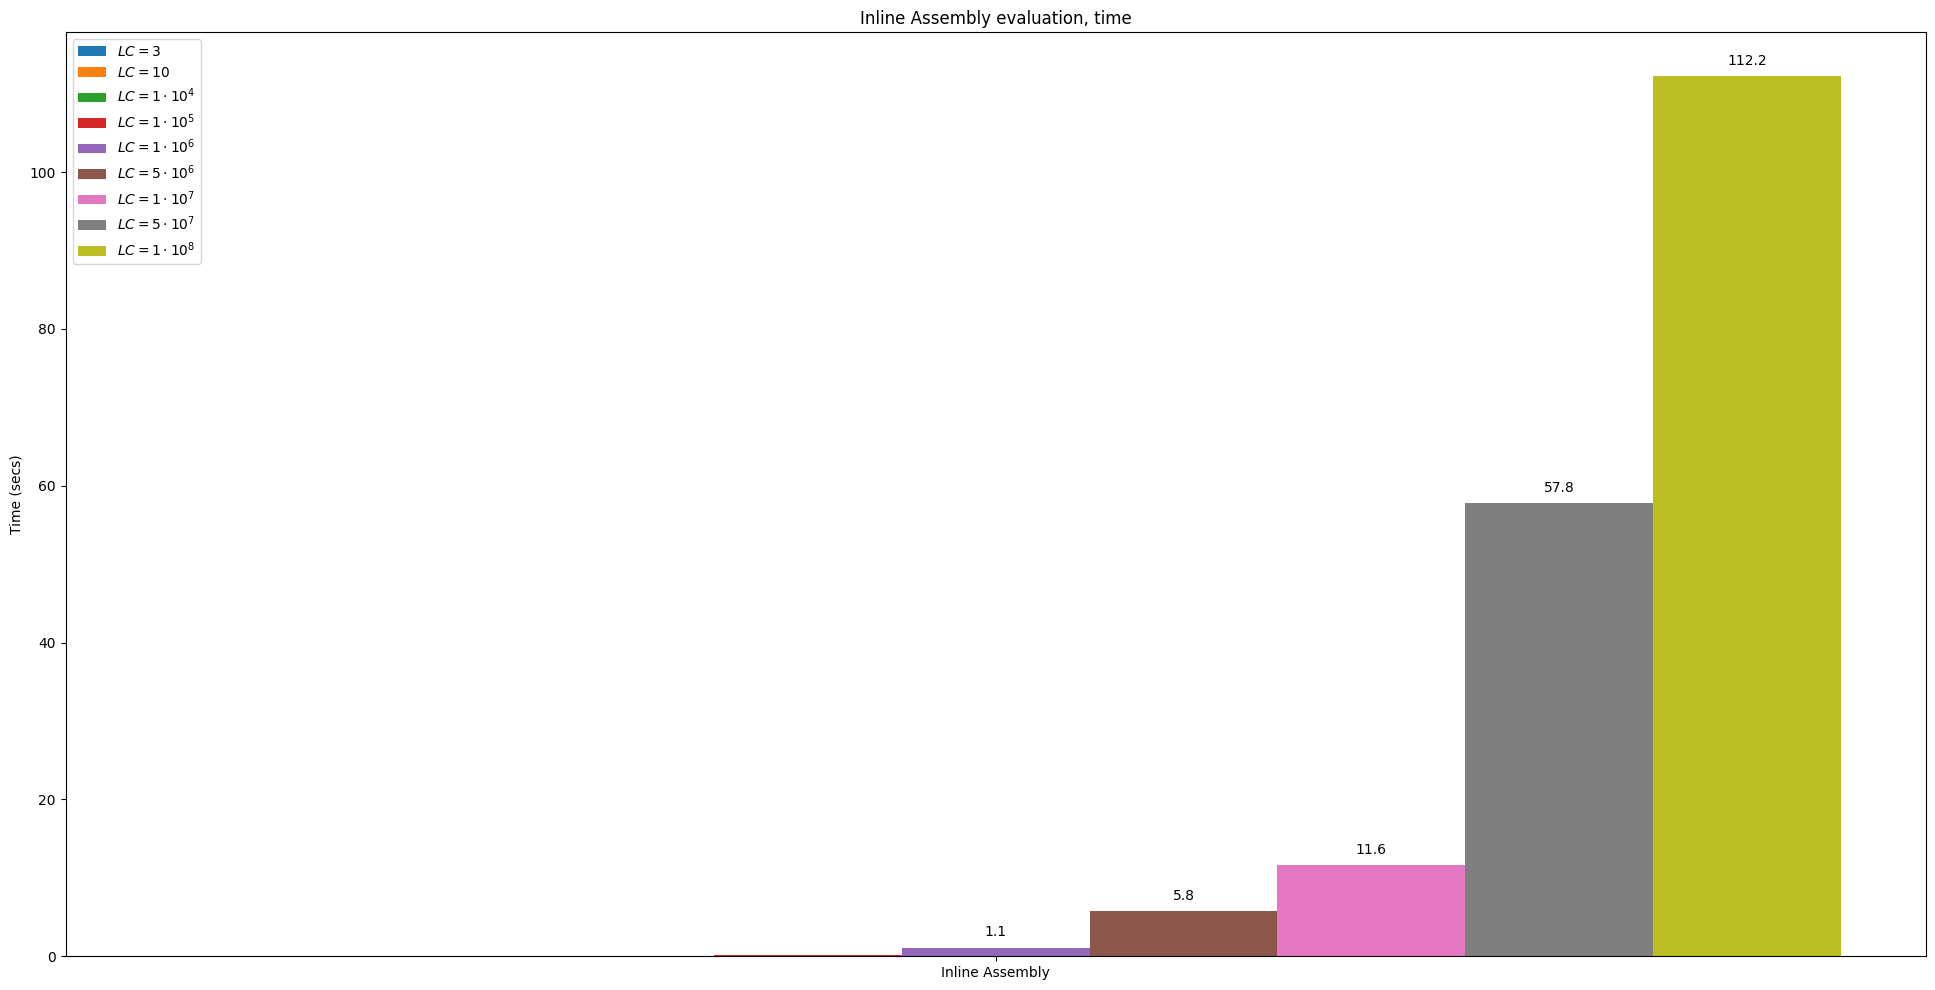 Inline Assembly evaluation, time
LC = 3
LC = 10
LC = 1 · 10^4
LC = 1 · 10^5
LC = 1 · 10^6
LC = 5 · 10^6
LC = 1 · 10^7
LC = 5 · 10^7
LC = 1 · 10^8
112.2
57.8
11.6
5.8
1.1
100
80
60
40
20
0
Time (secs)
Inline Assembly